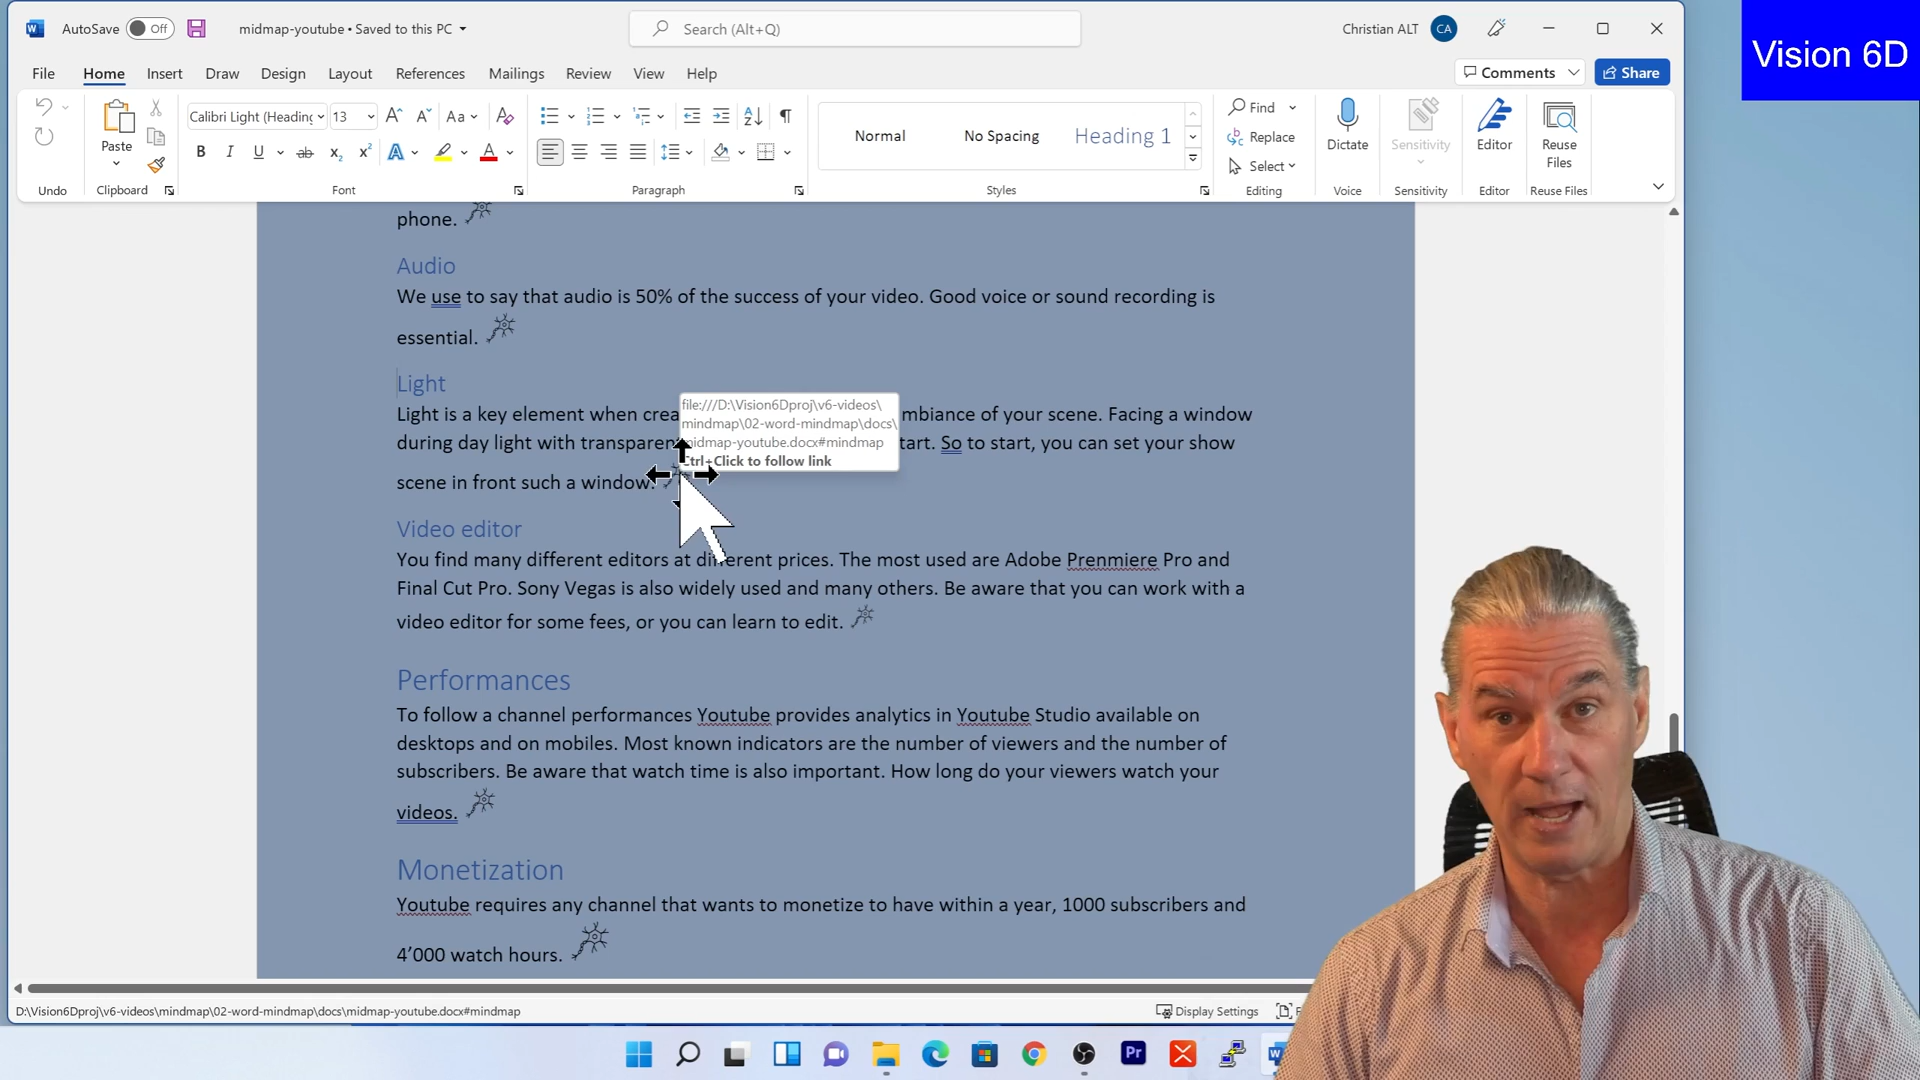 AutoSave Off midmap-youtube • Saved to this PC Search (Alt+Q) Christian ALT CA
Vision 6D
File Home Insert Draw Design Layout References Mailings Review View Help Comments Share
Calibri Light (Heading 13 Aa
Paste
B I U ab x₂ x² A A
Normal No Spacing Heading 1
Find
Replace
Select
Dictate Sensitivity Editor Reuse Files
Undo Clipboard Font Paragraph Styles Editing Voice Sensitivity Editor Reuse Files
phone.
Audio
We use to say that audio is 50% of the success of your video. Good voice or sound recording is
essential.
Light
Light is a key element when crea mbiance of your scene. Facing a window
during day light with transparen tart. So to start, you can set your show
scene in front such a window.
file:///D:\Vision6Dproj\v6-videos\
mindmap\02-word-mindmap\docs\
midmap-youtube.docx#mindmap
Ctrl+Click to follow link
Video editor
You find many different editors at different prices. The most used are Adobe Prenmiere Pro and
Final Cut Pro. Sony Vegas is also widely used and many others. Be aware that you can work with a
video editor for some fees, or you can learn to edit.
Performances
To follow a channel performances Youtube provides analytics in Youtube Studio available on
desktops and on mobiles. Most known indicators are the number of viewers and the number of
subscribers. Be aware that watch time is also important. How long do your viewers watch your
videos.
Monetization
Youtube requires any channel that wants to monetize to have within a year, 1000 subscribers and
4’000 watch hours.
D:\Vision6Dproj\v6-videos\mindmap\02-word-mindmap\docs\midmap-youtube.docx#mindmap Display Settings
Pr